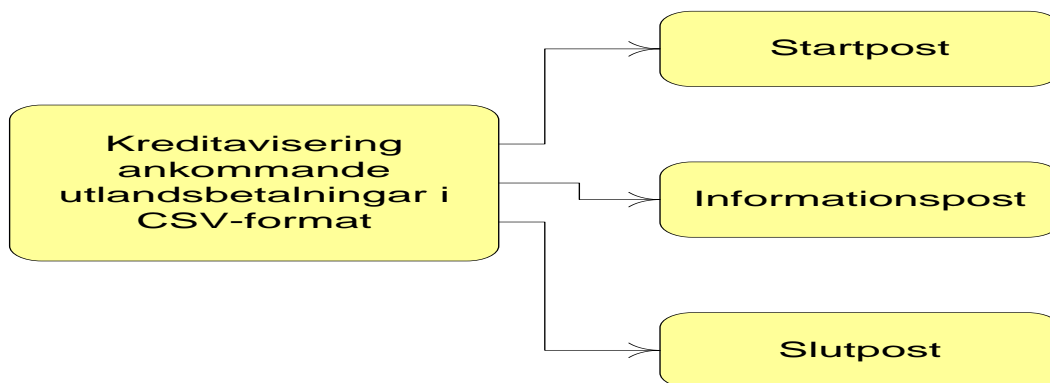 Startpost
Kreditavisering
ankommande
utlandsbetalningar i
CSV-format
Informationspost
Slutpost